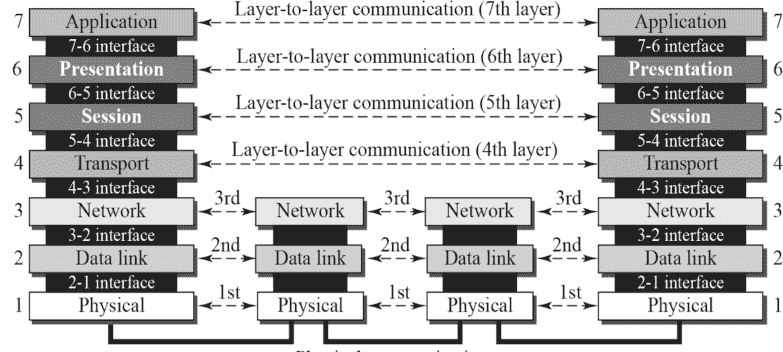 7 Application Layer-to-layer communication (7th layer) Application 7
7-6 interface 7-6 interface
6 Presentation Layer-to-layer communication (6th layer) Presentation 6
6-5 interface 6-5 interface
5 Session Layer-to-layer communication (5th layer) Session 5
5-4 interface 5-4 interface
4 Transport Layer-to-layer communication (4th layer) Transport 4
4-3 interface 4-3 interface
3 Network 3rd Network 3rd Network 3rd Network 3
3-2 interface 3-2 interface
2 Data link 2nd Data link 2nd Data link 2nd Data link 2
2-1 interface 2-1 interface
1 Physical 1st Physical 1st Physical 1st Physical 1